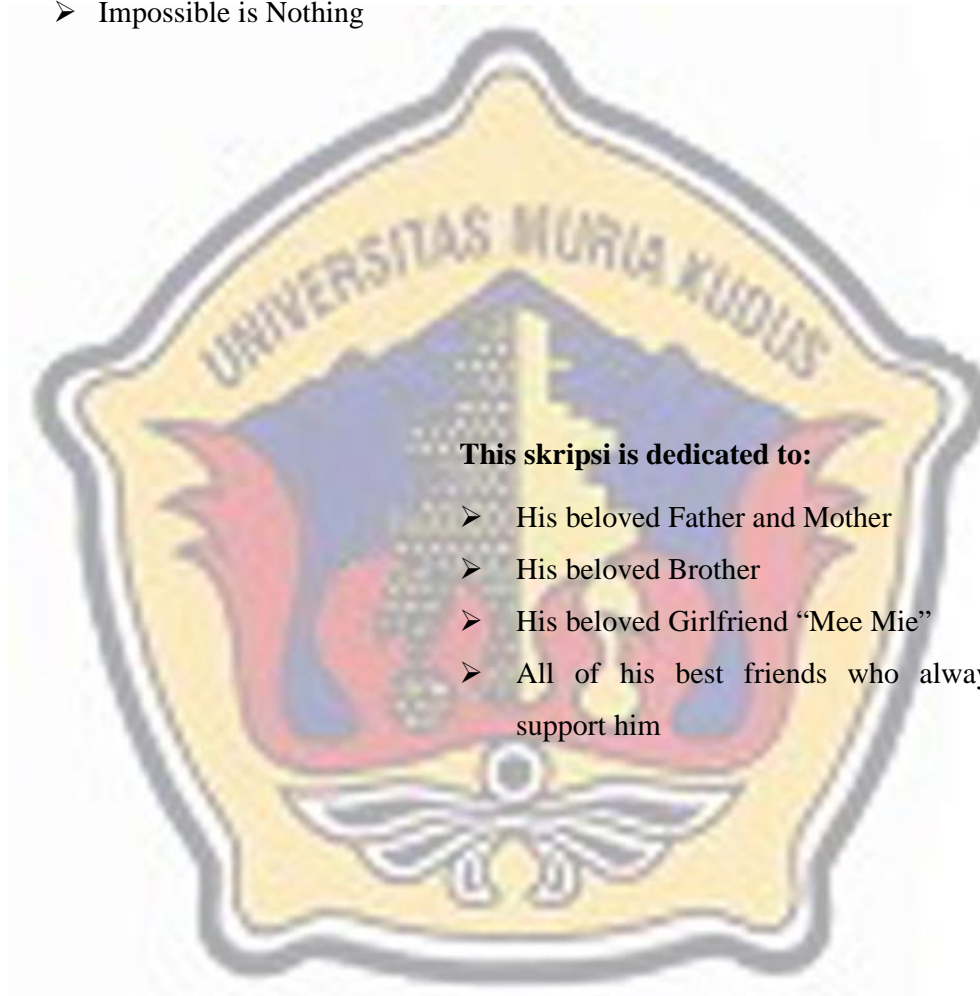 ➢ Impossible is Nothing
UNIVERSITAS MURIA KUDUS
This skripsi is dedicated to:
➢ His beloved Father and Mother
➢ His beloved Brother
➢ His beloved Girlfriend “Mee Mie”
➢ All of his best friends who alway
support him